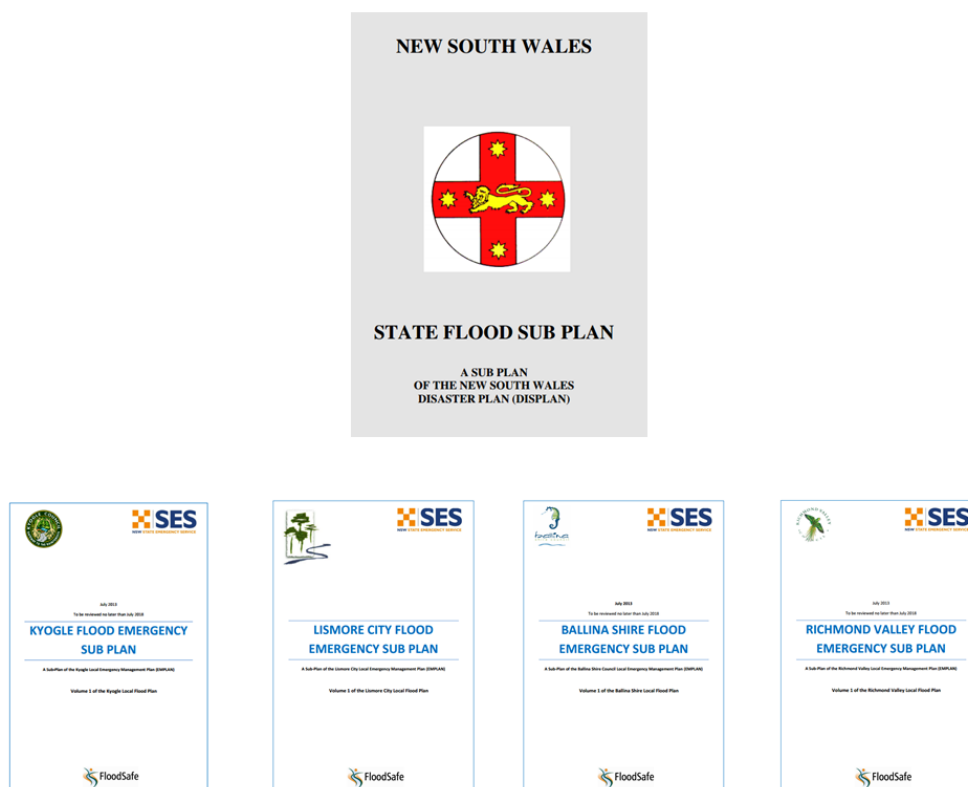 NEW SOUTH WALES
STATE FLOOD SUB PLAN
A SUB PLAN
OF THE NEW SOUTH WALES
DISASTER PLAN (DISPLAN)
SES
NEW STATE EMERGENCY SERVICE
July 2013
To be reviewed no later than July 2018
KYOGLE FLOOD EMERGENCY
SUB PLAN
A Sub-Plan of the Kyogle Local Emergency Management Plan (EMPLAN)
Volume 1 of the Kyogle Local Flood Plan
FloodSafe
SES
NEW STATE EMERGENCY SERVICE
LISMORE CITY FLOOD
EMERGENCY SUB PLAN
A Sub-Plan of the Lismore City Local Emergency Management Plan (EMPLAN)
Volume 1 of the Lismore City Local Flood Plan
FloodSafe
SES
NEW STATE EMERGENCY SERVICE
July 2013
To be reviewed no later than July 2018
BALLINA SHIRE FLOOD
EMERGENCY SUB PLAN
A Sub-Plan of the Ballina Shire Council Local Emergency Management Plan (EMPLAN)
Volume 1 of the Ballina Shire Local Flood Plan
FloodSafe
SES
NEW STATE EMERGENCY SERVICE
July 2013
To be reviewed no later than July 2018
RICHMOND VALLEY FLOOD
EMERGENCY SUB PLAN
A Sub-Plan of the Richmond Valley Local Emergency Management Plan (EMPLAN)
Volume 1 of the Richmond Valley Local Flood Plan
FloodSafe